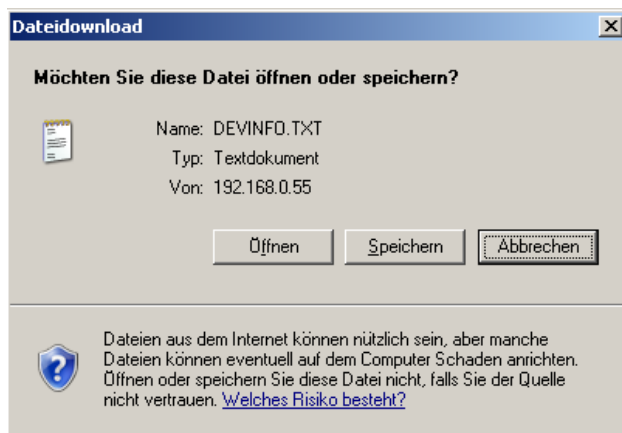 Dateidownload
Möchten Sie diese Datei öffnen oder speichern?
Name: DEVINFO.TXT
Typ: Textdokument
Von: 192.168.0.55
Öffnen Speichern Abbrechen
Dateien aus dem Internet können nützlich sein, aber manche
Dateien können eventuell auf dem Computer Schaden anrichten.
Öffnen oder speichern Sie diese Datei nicht, falls Sie der Quelle
nicht vertrauen. Welches Risiko besteht?